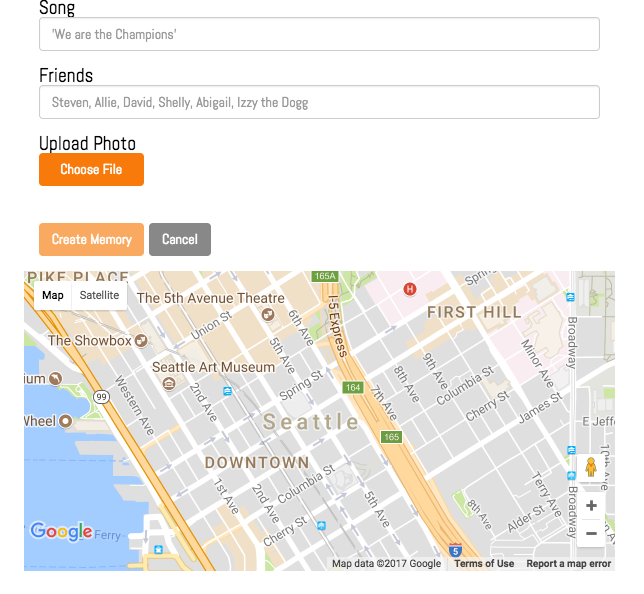 Song
'We are the Champions'
Friends
Steven, Allie, David, Shelly, Abigail, Izzy the Dogg
Upload Photo
Choose File
Create Memory Cancel
PIKE PLACE
165A
Map Satellite
The 5th Avenue Theatre
H
I-5 Express
FIRST HILL
Union St
6th Ave
The Showbox
Broadway
Minor Ave
5th Ave
9th Ave
Seattle Art Museum
8th Ave
Columbia St
ium
Western Ave
2nd Ave
Spring St
164
7th Ave
99
Cherry St
James St
Wheel
Seattle
E Jeff
165
DOWNTOWN
10th Ave
Columbia St
1st Ave
2nd Ave
5th Ave
Terry Ave
Broadway
8th Ave
Alder St
Cherry St
Google
Ferry
5
Map data ©2017 Google Terms of Use Report a map error
+
−